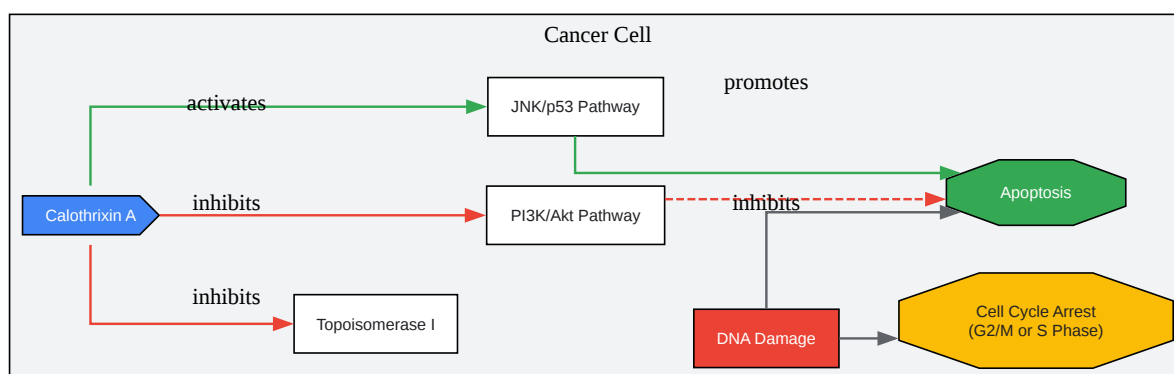 Cancer Cell
promotes
activates
JNK/p53 Pathway
Calothrixin A
inhibits
PI3K/Akt Pathway
inhibits
Apoptosis
inhibits
Topoisomerase I
DNA Damage
Cell Cycle Arrest
(G2/M or S Phase)